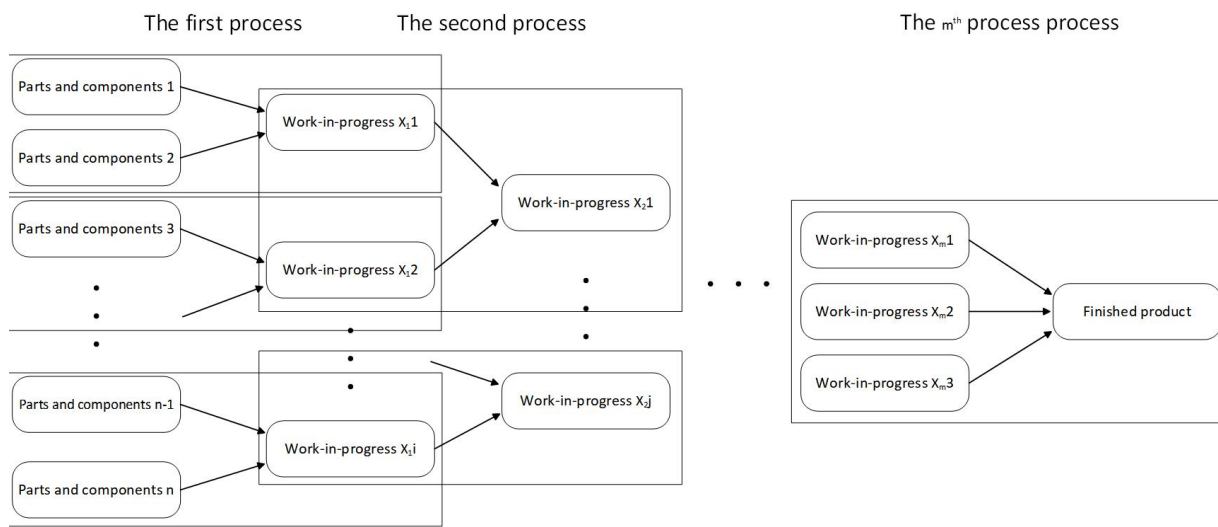 The first process
The second process
The mᵗʰ process process
Parts and components 1
Parts and components 2
Work-in-progress X₁1
Parts and components 3
Work-in-progress X₁2
Work-in-progress X₂1
Parts and components n-1
Parts and components n
Work-in-progress X₁i
Work-in-progress X₂j
Work-in-progress Xₘ1
Work-in-progress Xₘ2
Work-in-progress Xₘ3
Finished product